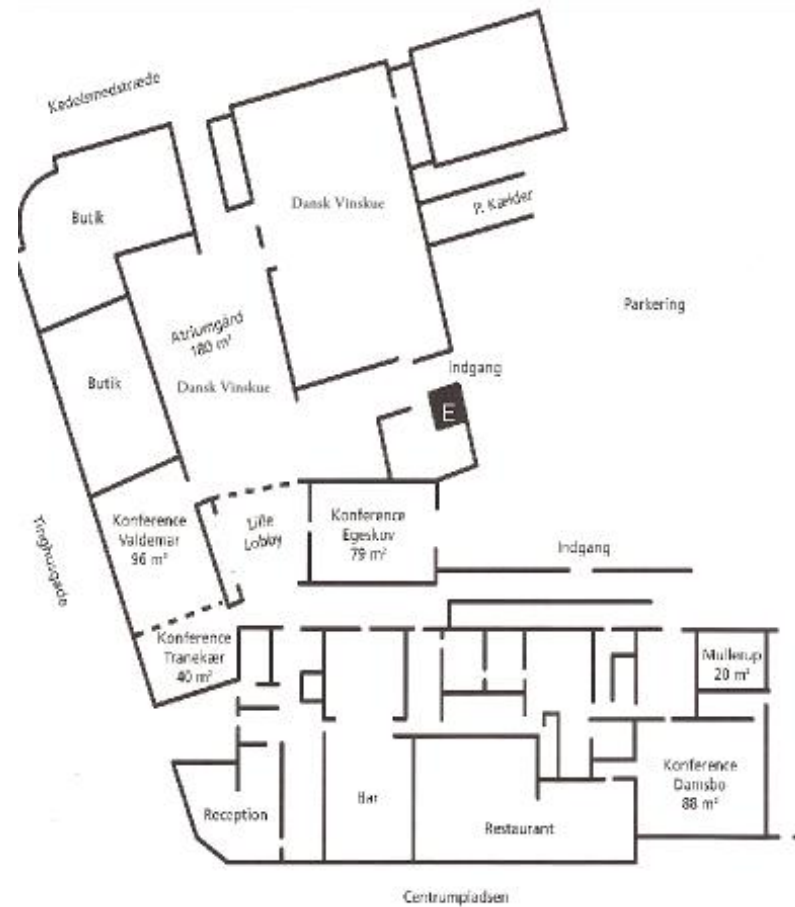 Kødelsmedstræde
Butik
Dansk Vinskue
P. Kælder
Parkering
Atriumgård
180 m²
Dansk Vinskue
Butik
Indgang
E
Tinghusgade
Konference
Valdemar
96 m²
Lille
Lobby
Konference
Egeskov
79 m²
Indgang
Konference
Tranekær
40 m²
Mullerup
20 m²
Konference
Damsbo
88 m²
Reception
Bar
Restaurant
Centrumpladsen